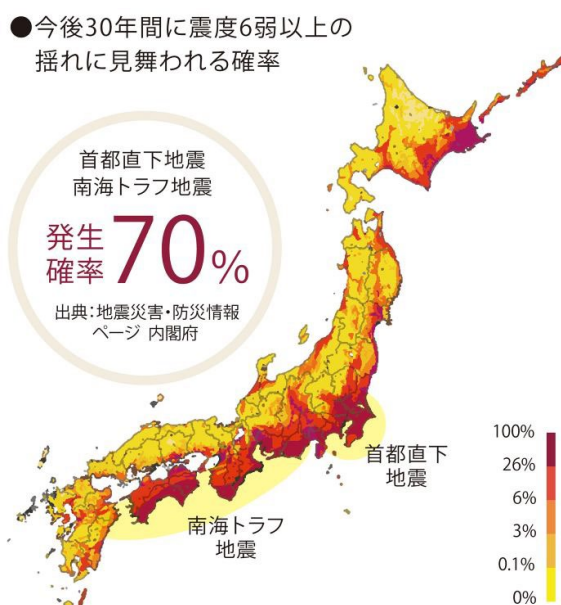 ●今後30年間に震度6弱以上の
揺れに見舞われる確率
首都直下地震
南海トラフ地震
発生
確率
70%
出典：地震災害・防災情報
ページ 内閣府
首都直下
地震
南海トラフ
地震
100%
26%
6%
3%
0.1%
0%